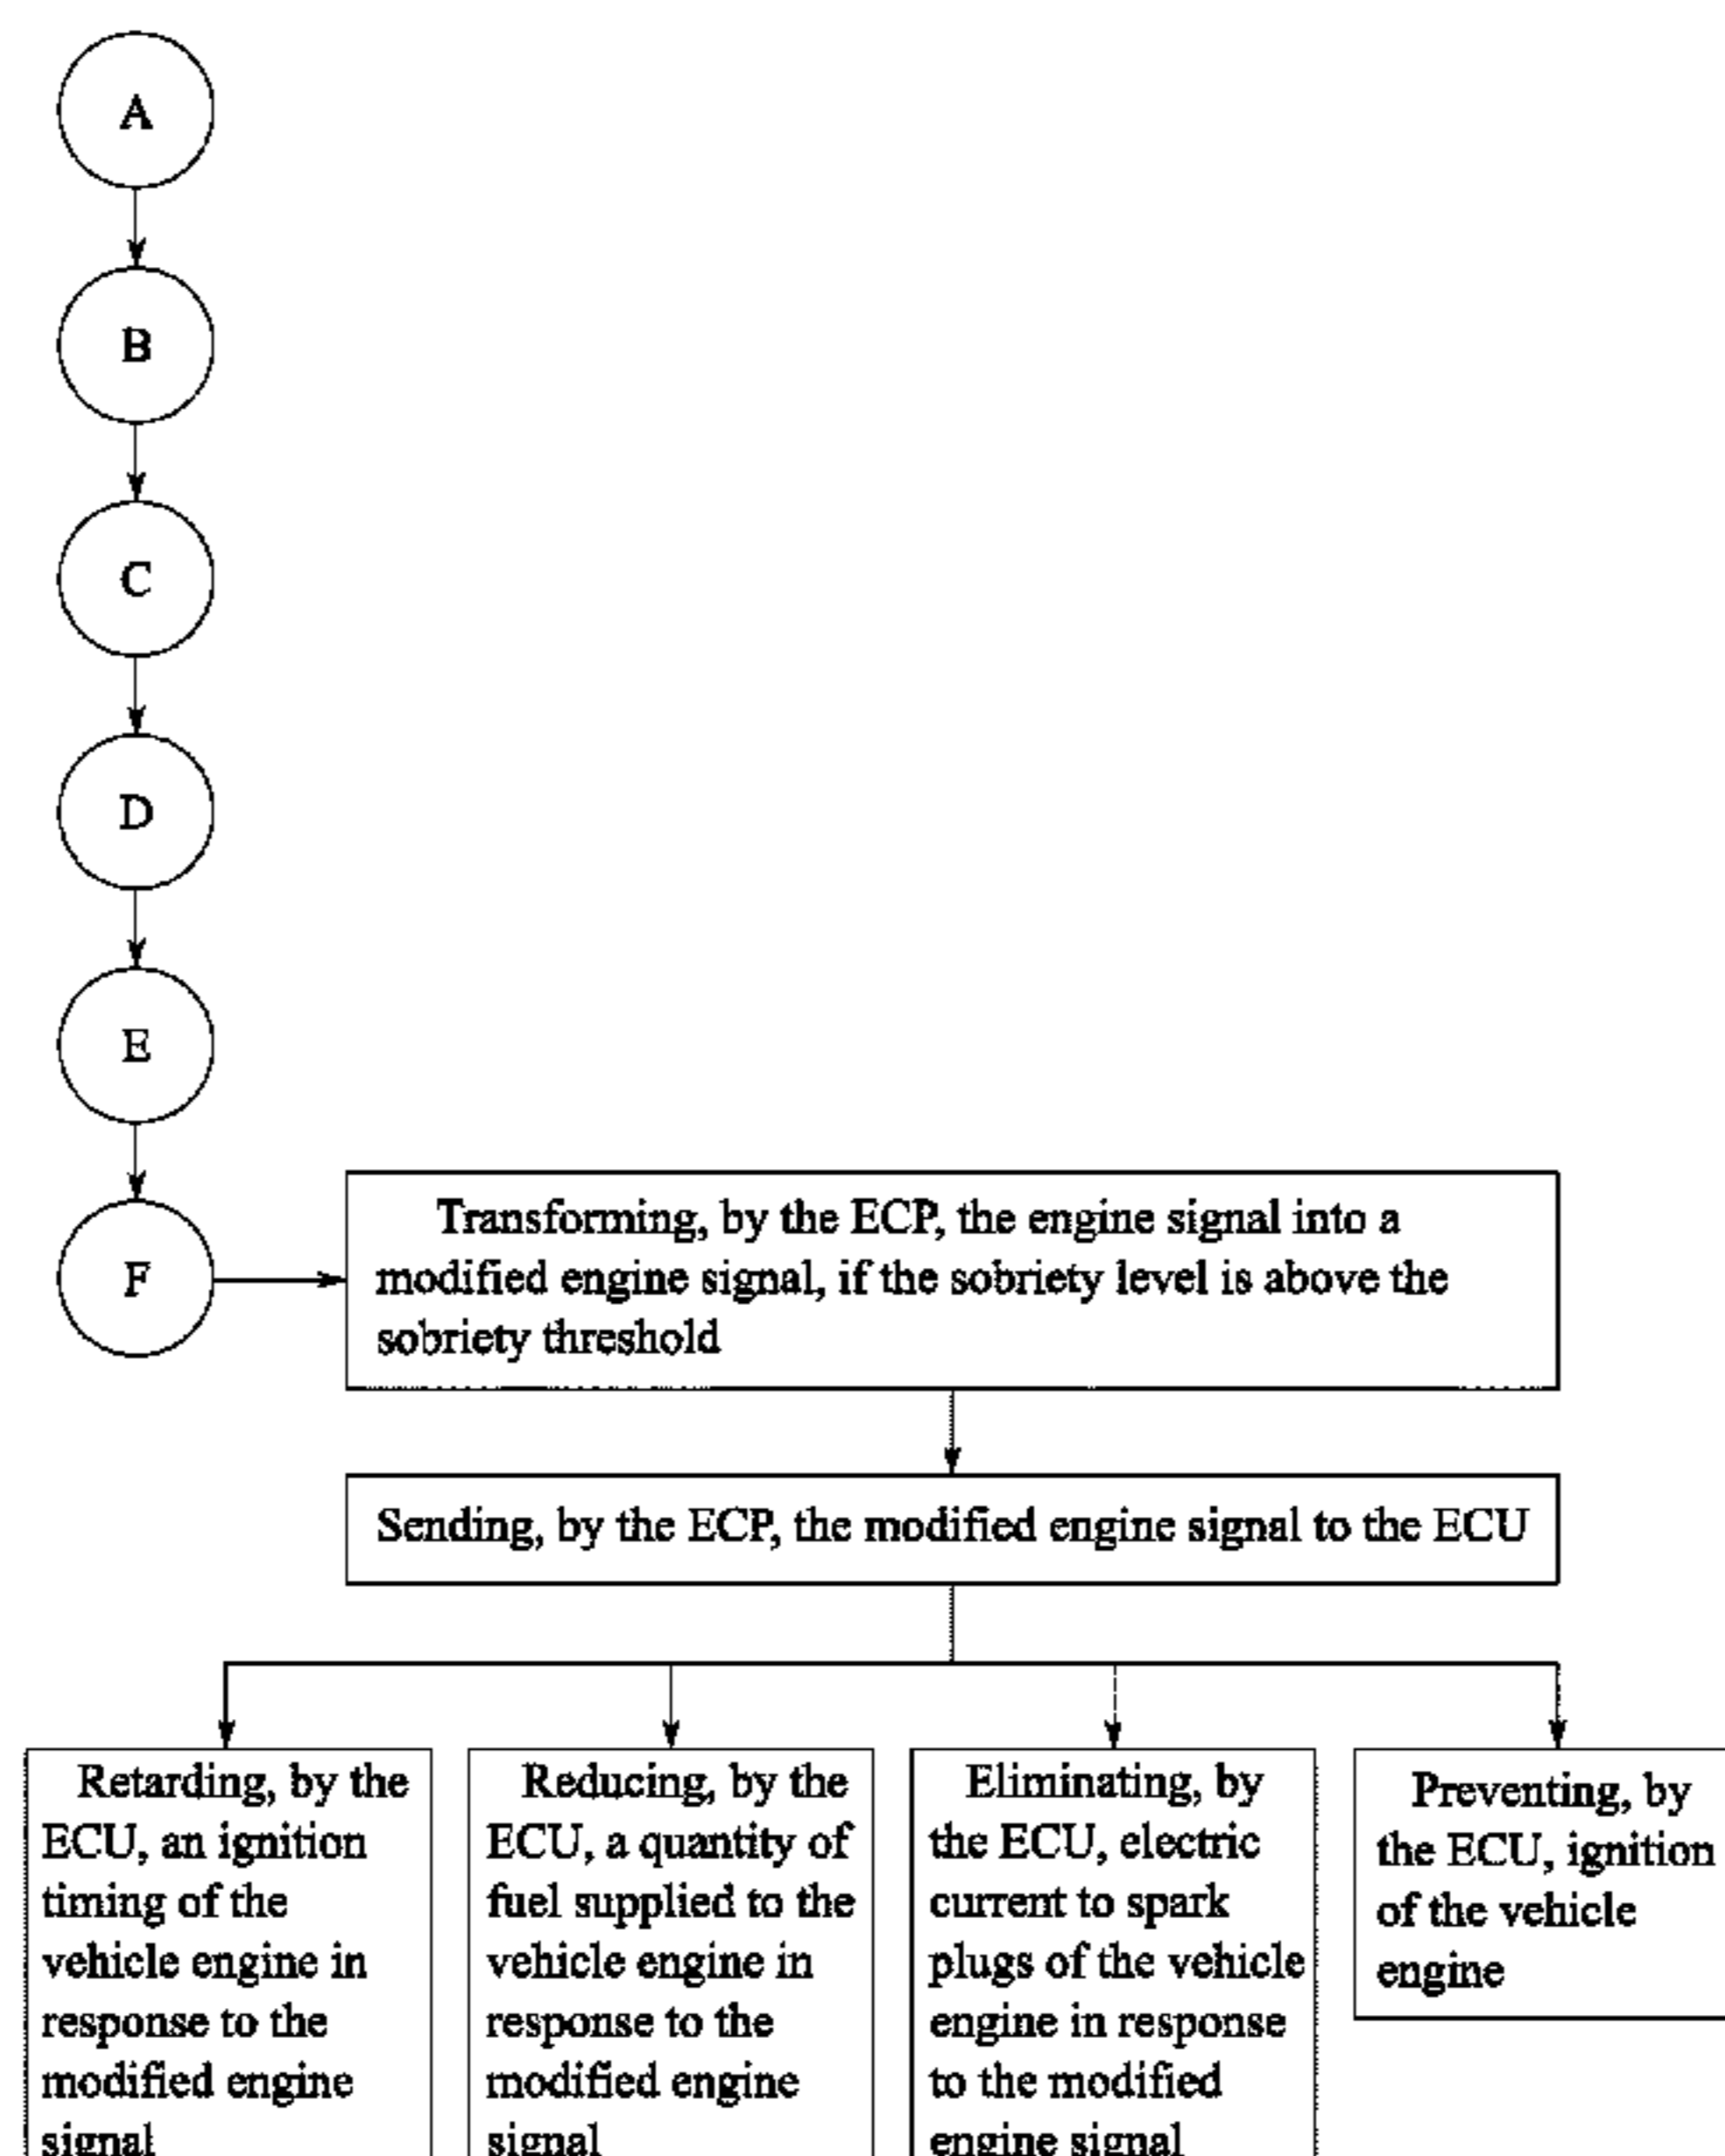 A
B
C
D
E
F
Transforming, by the ECP, the engine signal into a
modified engine signal, if the sobriety level is above the
sobriety threshold
Sending, by the ECP, the modified engine signal to the ECU
Retarding, by the
ECU, an ignition
timing of the
vehicle engine in
response to the
modified engine
signal
Reducing, by the
ECU, a quantity of
fuel supplied to the
vehicle engine in
response to the
modified engine
signal
Eliminating, by
the ECU, electric
current to spark
plugs of the vehicle
engine in response
to the modified
engine signal
Preventing, by
the ECU, ignition
of the vehicle
engine